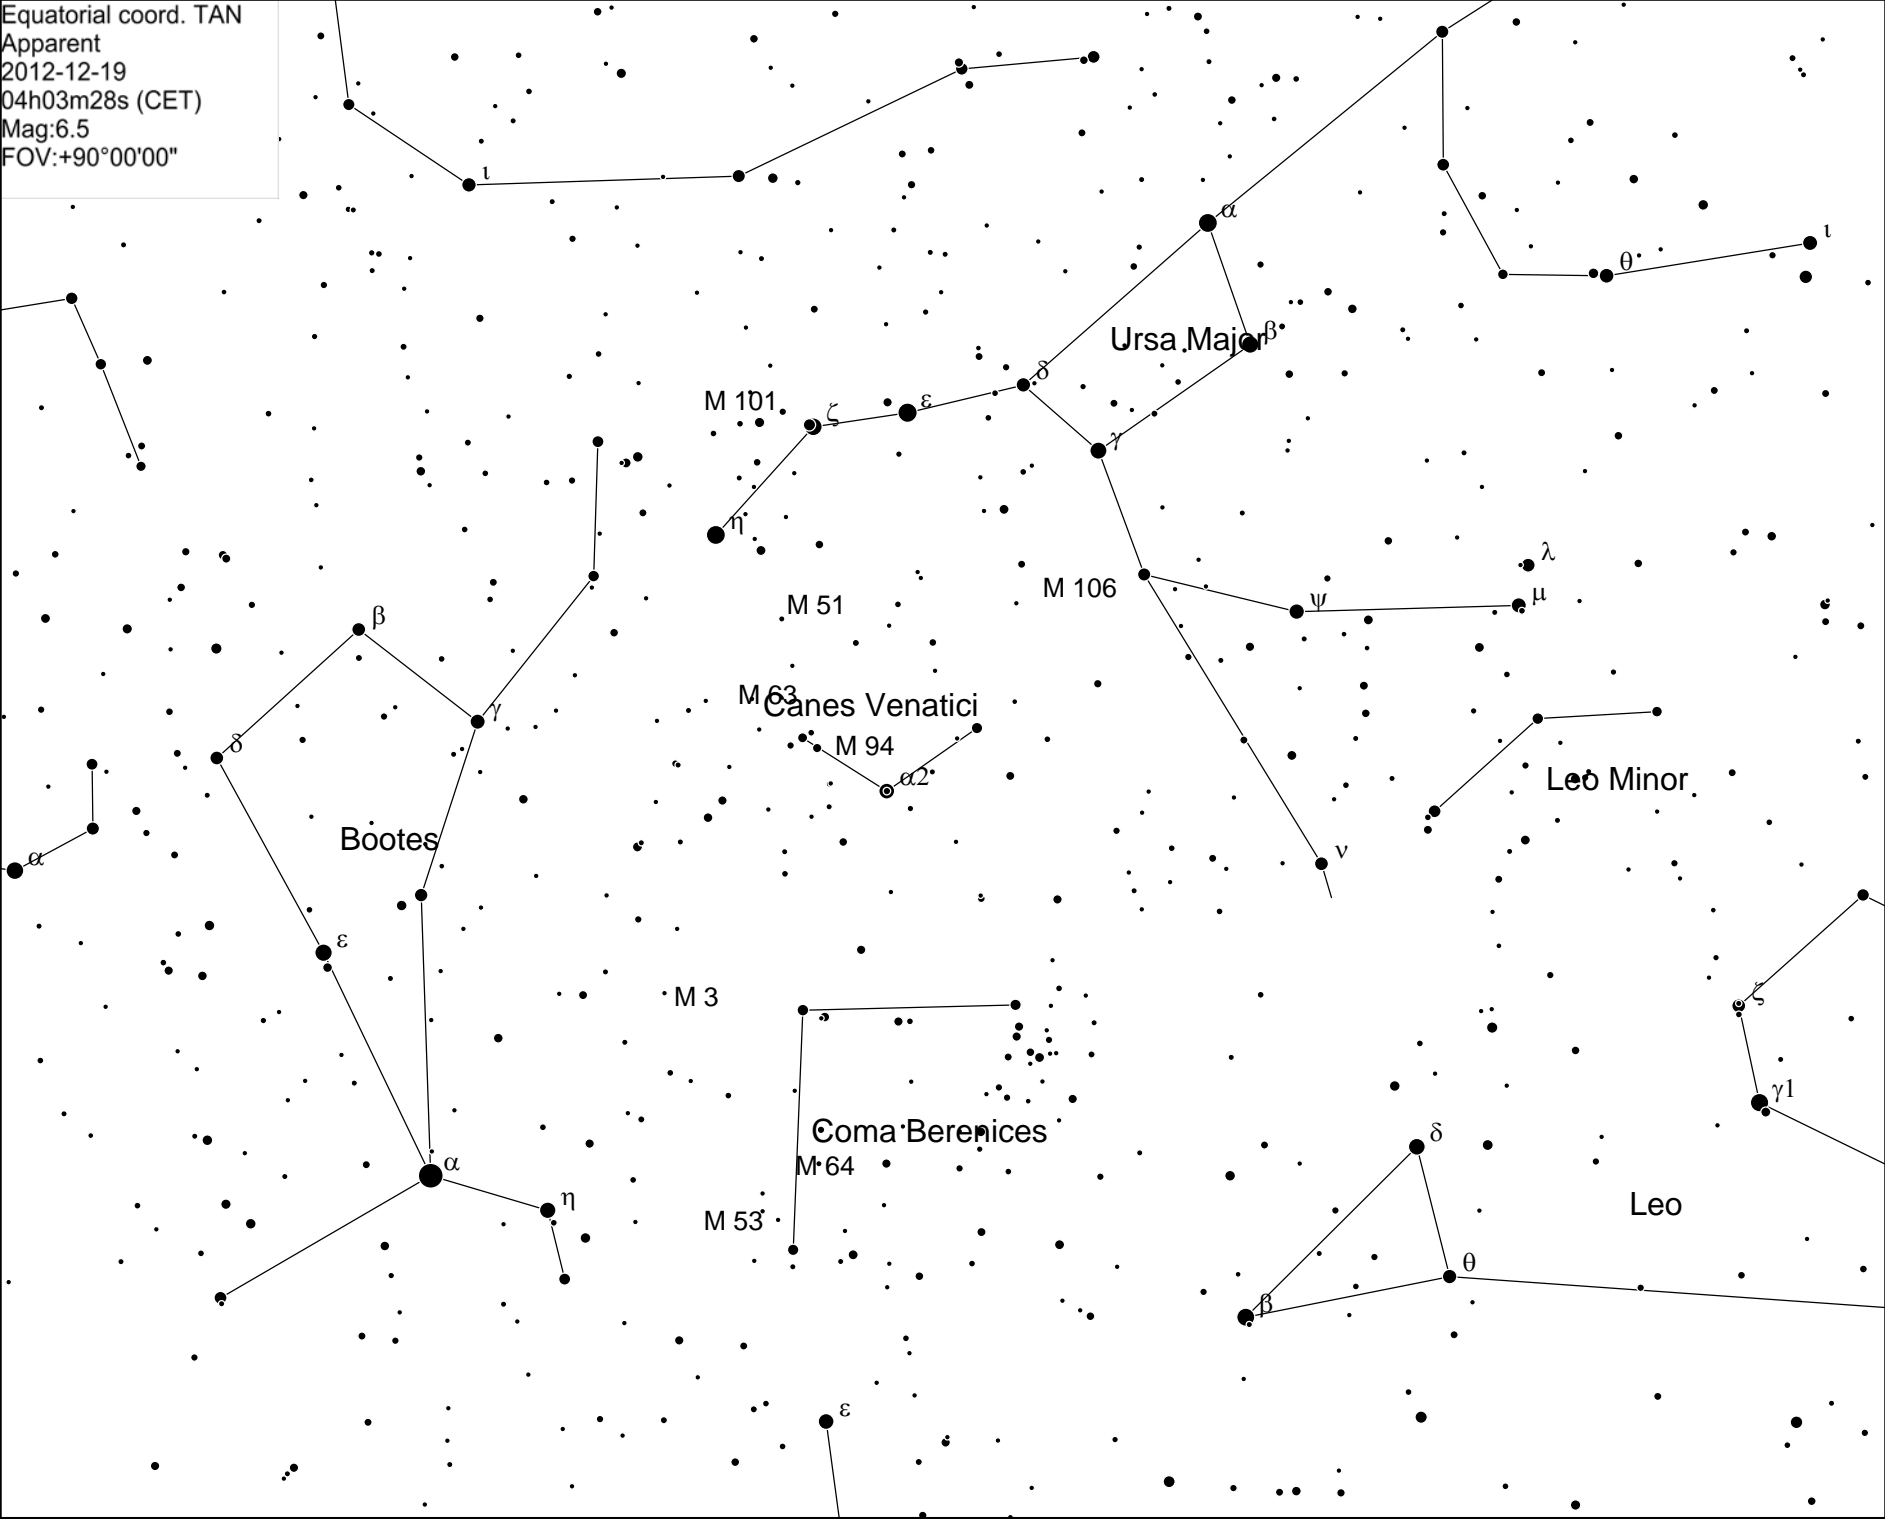 Equatorial coord. TAN
Apparent
2012-12-19
04h03m28s (CET)
Mag:6.5
FOV:+90°00'00"
ι
α
ι
θ
Ursa Major
β
δ
M 101
ζ
ε
γ
η
λ
M 106
μ
ψ
M 51
β
M 63
Canes Venatici
γ
δ
M 94
α2
Leo Minor
Bootes
ν
α
ε
ζ
M 3
γ1
Coma Berenices
δ
α
M 64
η
Leo
M 53
θ
β
ε